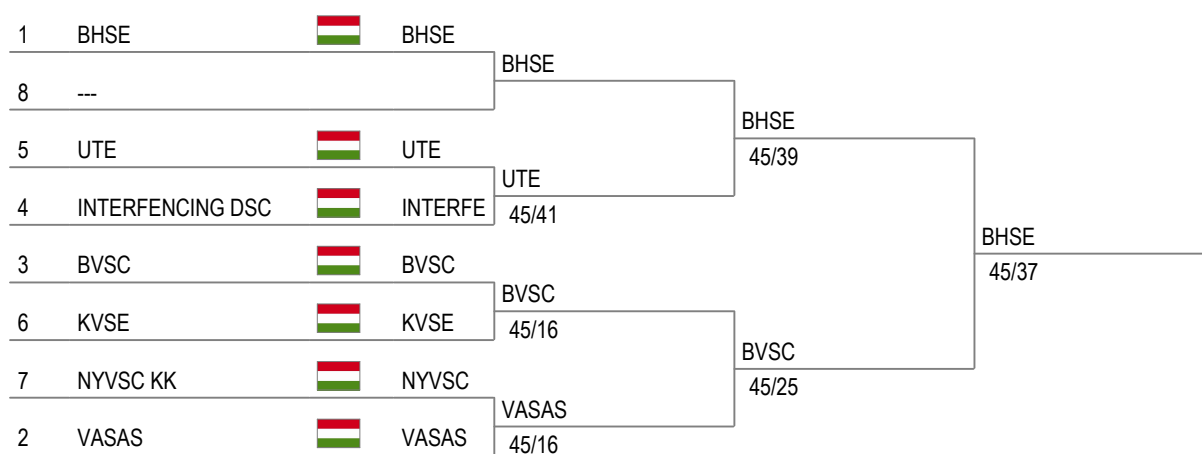 1 BHSE BHSE
BHSE
8 ---
BHSE
45/39
5 UTE UTE
UTE
45/41
4 INTERFENCING DSC INTERFE
BHSE
45/37
3 BVSC BVSC
BVSC
45/16
6 KVSE KVSE
BVSC
45/25
7 NYVSC KK NYVSC
VASAS
45/16
2 VASAS VASAS